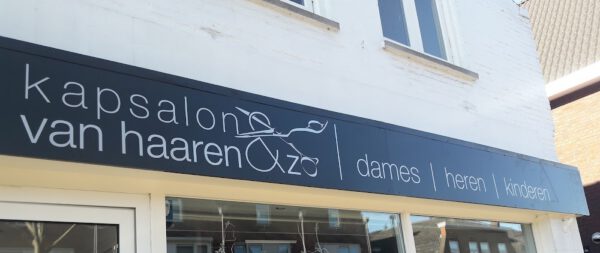 kapsalon
van haaren&zo
dames | heren | kinderen